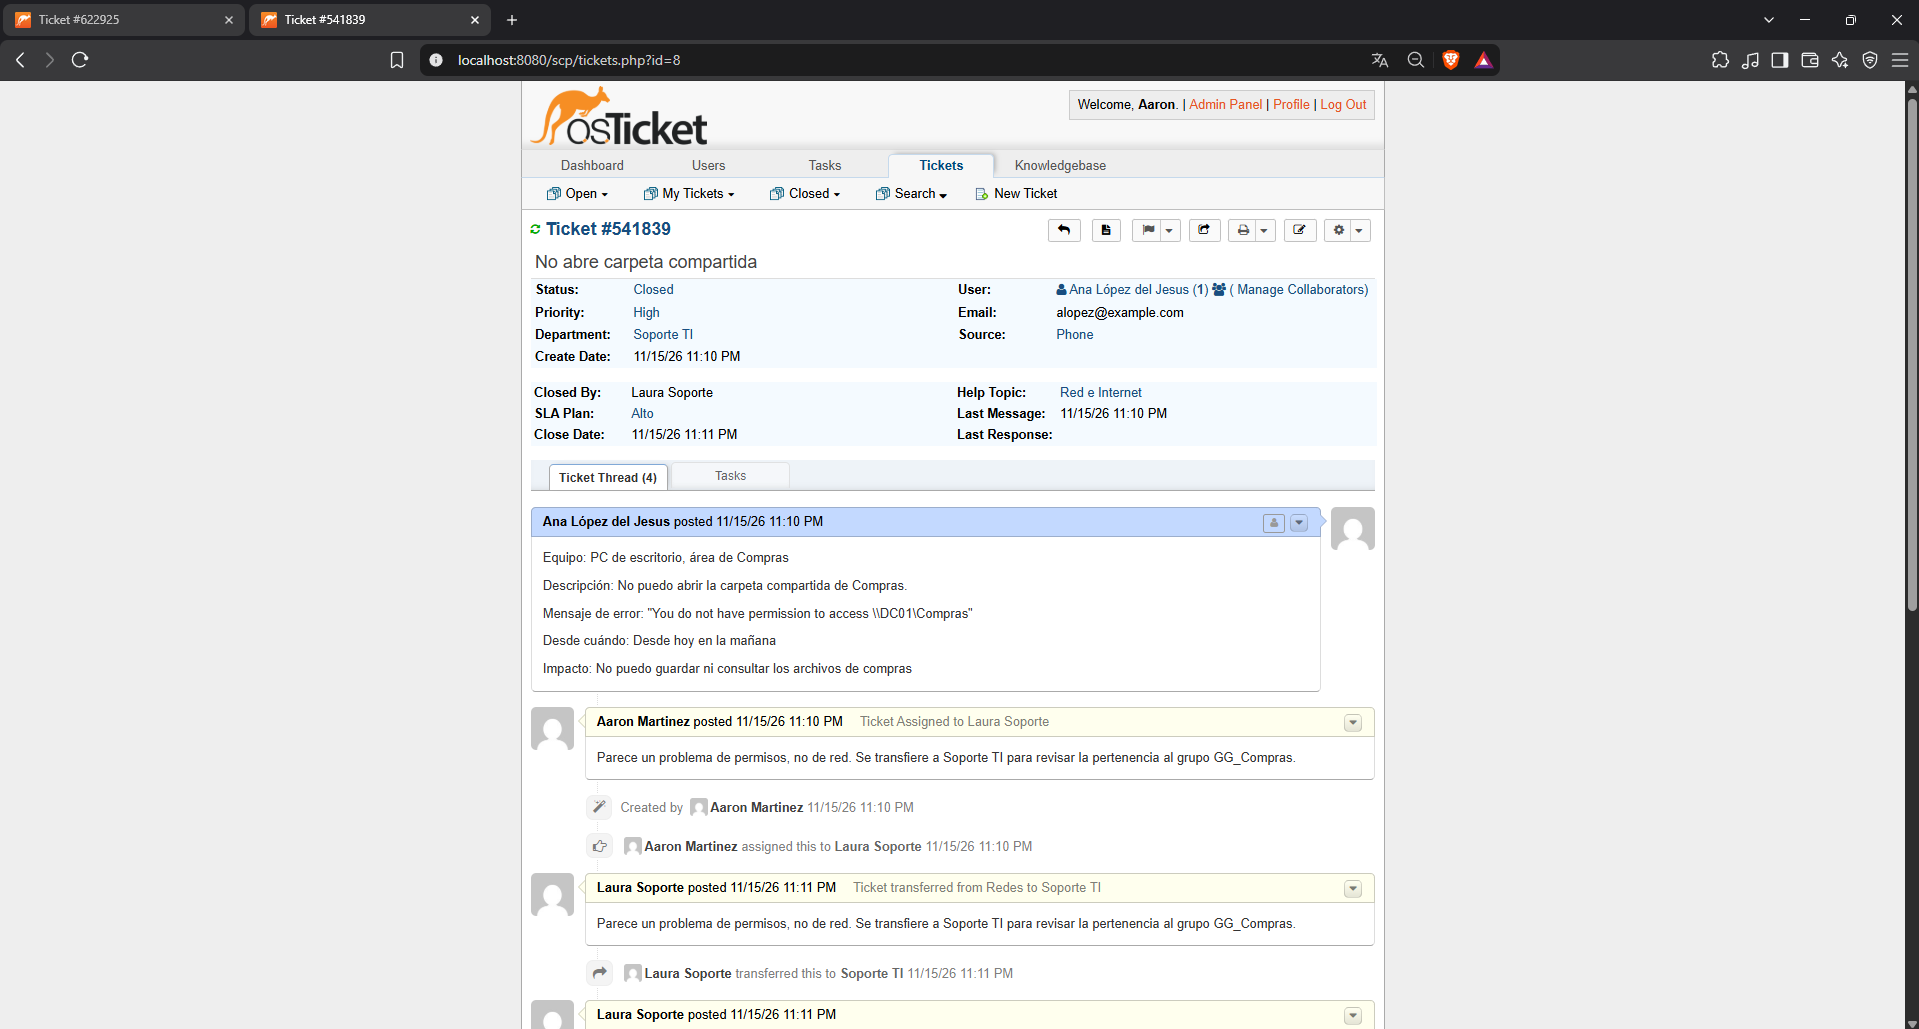 Ticket #622925
Ticket #541839
localhost:8080/scp/tickets.php?id=8
osTicket
Welcome, Aaron. | Admin Panel | Profile | Log Out
Dashboard Users Tasks Tickets Knowledgebase
Open My Tickets Closed Search New Ticket
Ticket #541839
No abre carpeta compartida
Status: Closed User: Ana López del Jesus (1) ( Manage Collaborators)
Priority: High Email: alopez@example.com
Department: Soporte TI Source: Phone
Create Date: 11/15/26 11:10 PM
Closed By: Laura Soporte Help Topic: Red e Internet
SLA Plan: Alto Last Message: 11/15/26 11:10 PM
Close Date: 11/15/26 11:11 PM Last Response:
Ticket Thread (4) Tasks
Ana López del Jesus posted 11/15/26 11:10 PM
Equipo: PC de escritorio, área de Compras
Descripción: No puedo abrir la carpeta compartida de Compras.
Mensaje de error: "You do not have permission to access \\DC01\Compras"
Desde cuándo: Desde hoy en la mañana
Impacto: No puedo guardar ni consultar los archivos de compras
Aaron Martinez posted 11/15/26 11:10 PM Ticket Assigned to Laura Soporte
Parece un problema de permisos, no de red. Se transfiere a Soporte TI para revisar la pertenencia al grupo GG_Compras.
Created by Aaron Martinez 11/15/26 11:10 PM
Aaron Martinez assigned this to Laura Soporte 11/15/26 11:10 PM
Laura Soporte posted 11/15/26 11:11 PM Ticket transferred from Redes to Soporte TI
Parece un problema de permisos, no de red. Se transfiere a Soporte TI para revisar la pertenencia al grupo GG_Compras.
Laura Soporte transferred this to Soporte TI 11/15/26 11:11 PM
Laura Soporte posted 11/15/26 11:11 PM